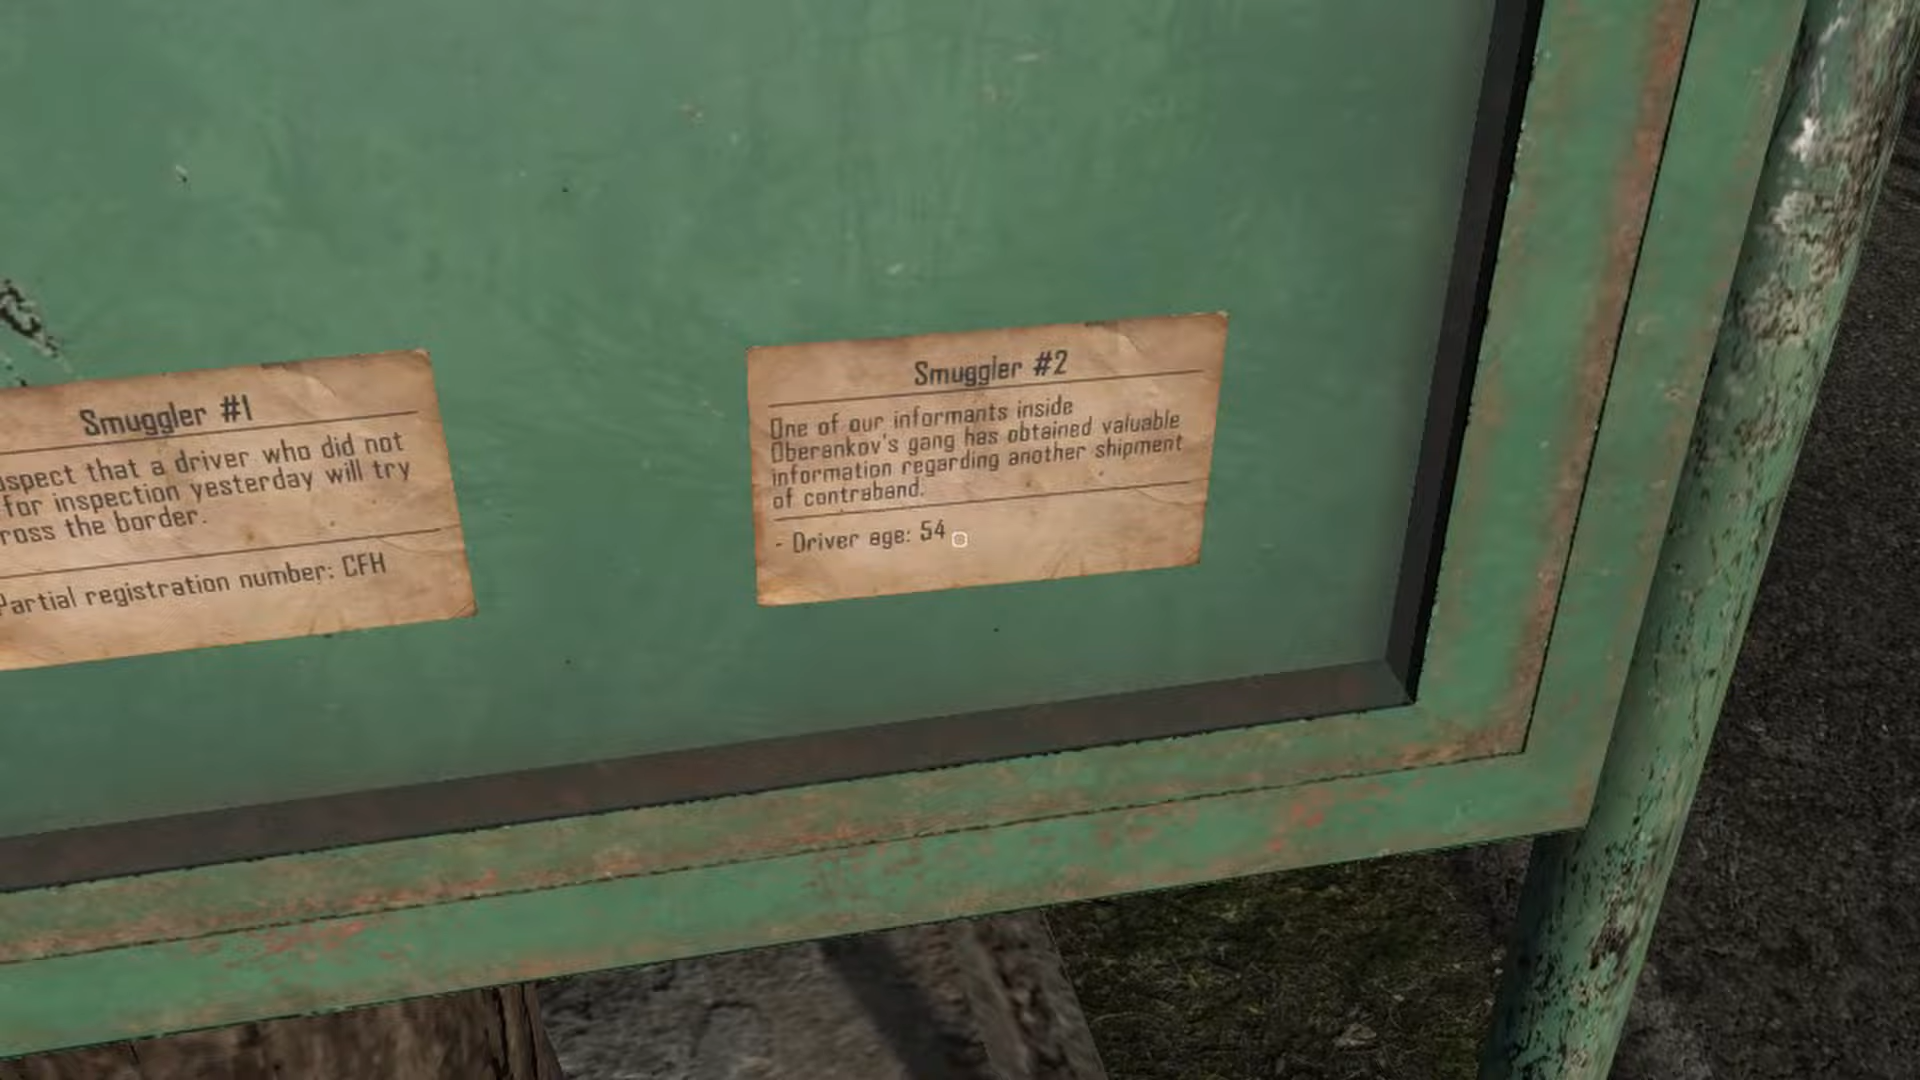 Smuggler #1
spect that a driver who did not
for inspection yesterday will try
ross the border.
Partial registration number: CFH
Smuggler #2
One of our informants inside
Oberankov's gang has obtained valuable
information regarding another shipment
of contraband.
- Driver age: 54